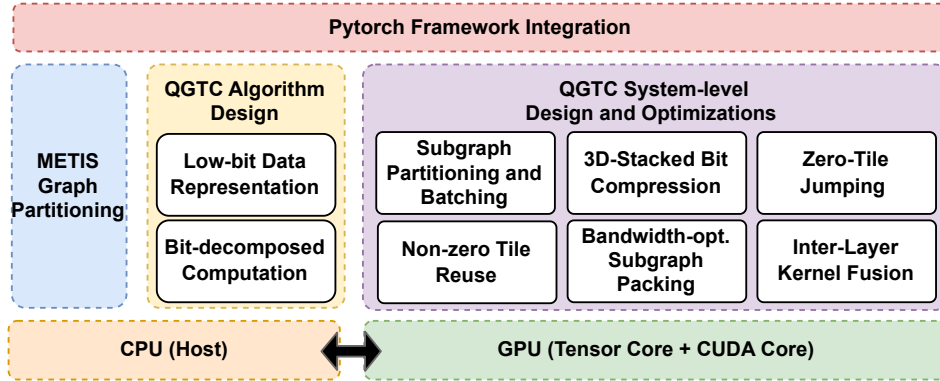 Pytorch Framework Integration
METIS
Graph
Partitioning
QGTC Algorithm
Design
Low-bit Data
Representation
Bit-decomposed
Computation
QGTC System-level
Design and Optimizations
Subgraph
Partitioning and
Batching
3D-Stacked Bit
Compression
Zero-Tile
Jumping
Non-zero Tile
Reuse
Bandwidth-opt.
Subgraph
Packing
Inter-Layer
Kernel Fusion
CPU (Host)
GPU (Tensor Core + CUDA Core)